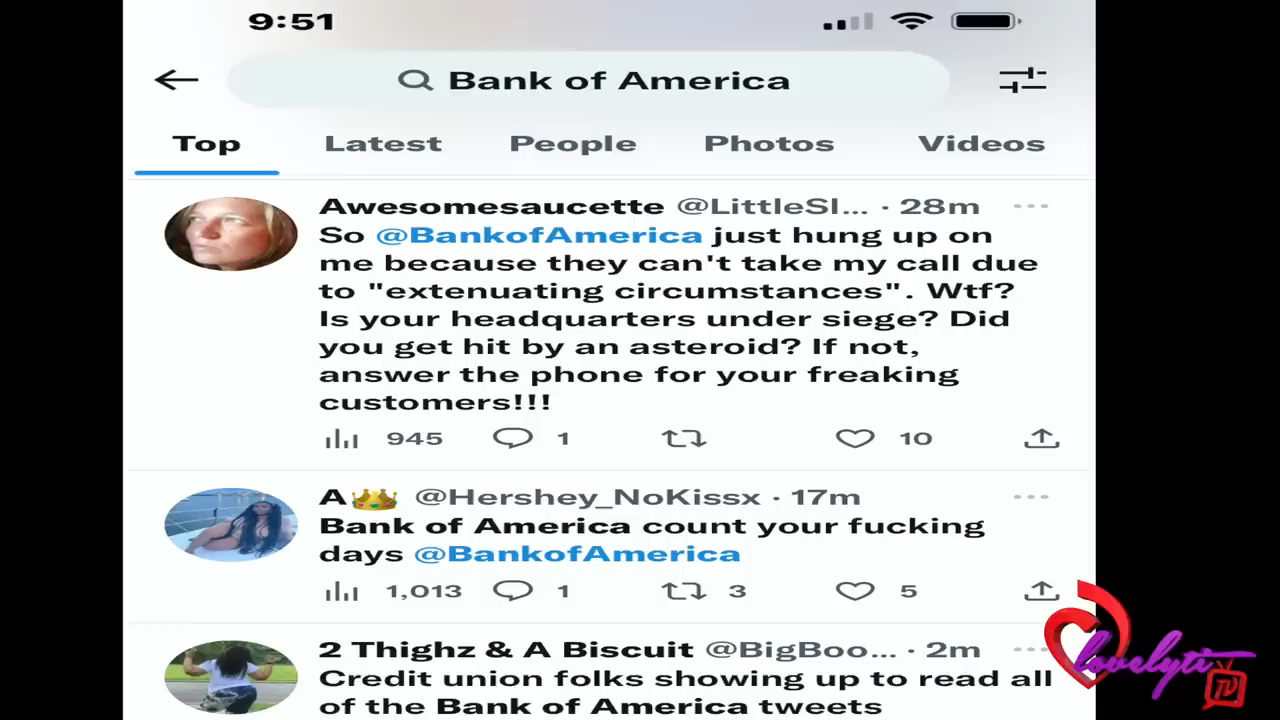 9:51
Bank of America
Top Latest People Photos Videos
Awesomesaucette @LittleSl... · 28m
So @BankofAmerica just hung up on
me because they can't take my call due
to "extenuating circumstances". Wtf?
Is your headquarters under siege? Did
you get hit by an asteroid? If not,
answer the phone for your freaking
customers!!!
945 1 10
A👑 @Hershey_NoKissx · 17m
Bank of America count your fucking
days @BankofAmerica
1,013 1 3 5
2 Thighz & A Biscuit @BigBoo... · 2m
Credit union folks showing up to read all
of the Bank of America tweets
lovelyti
TV